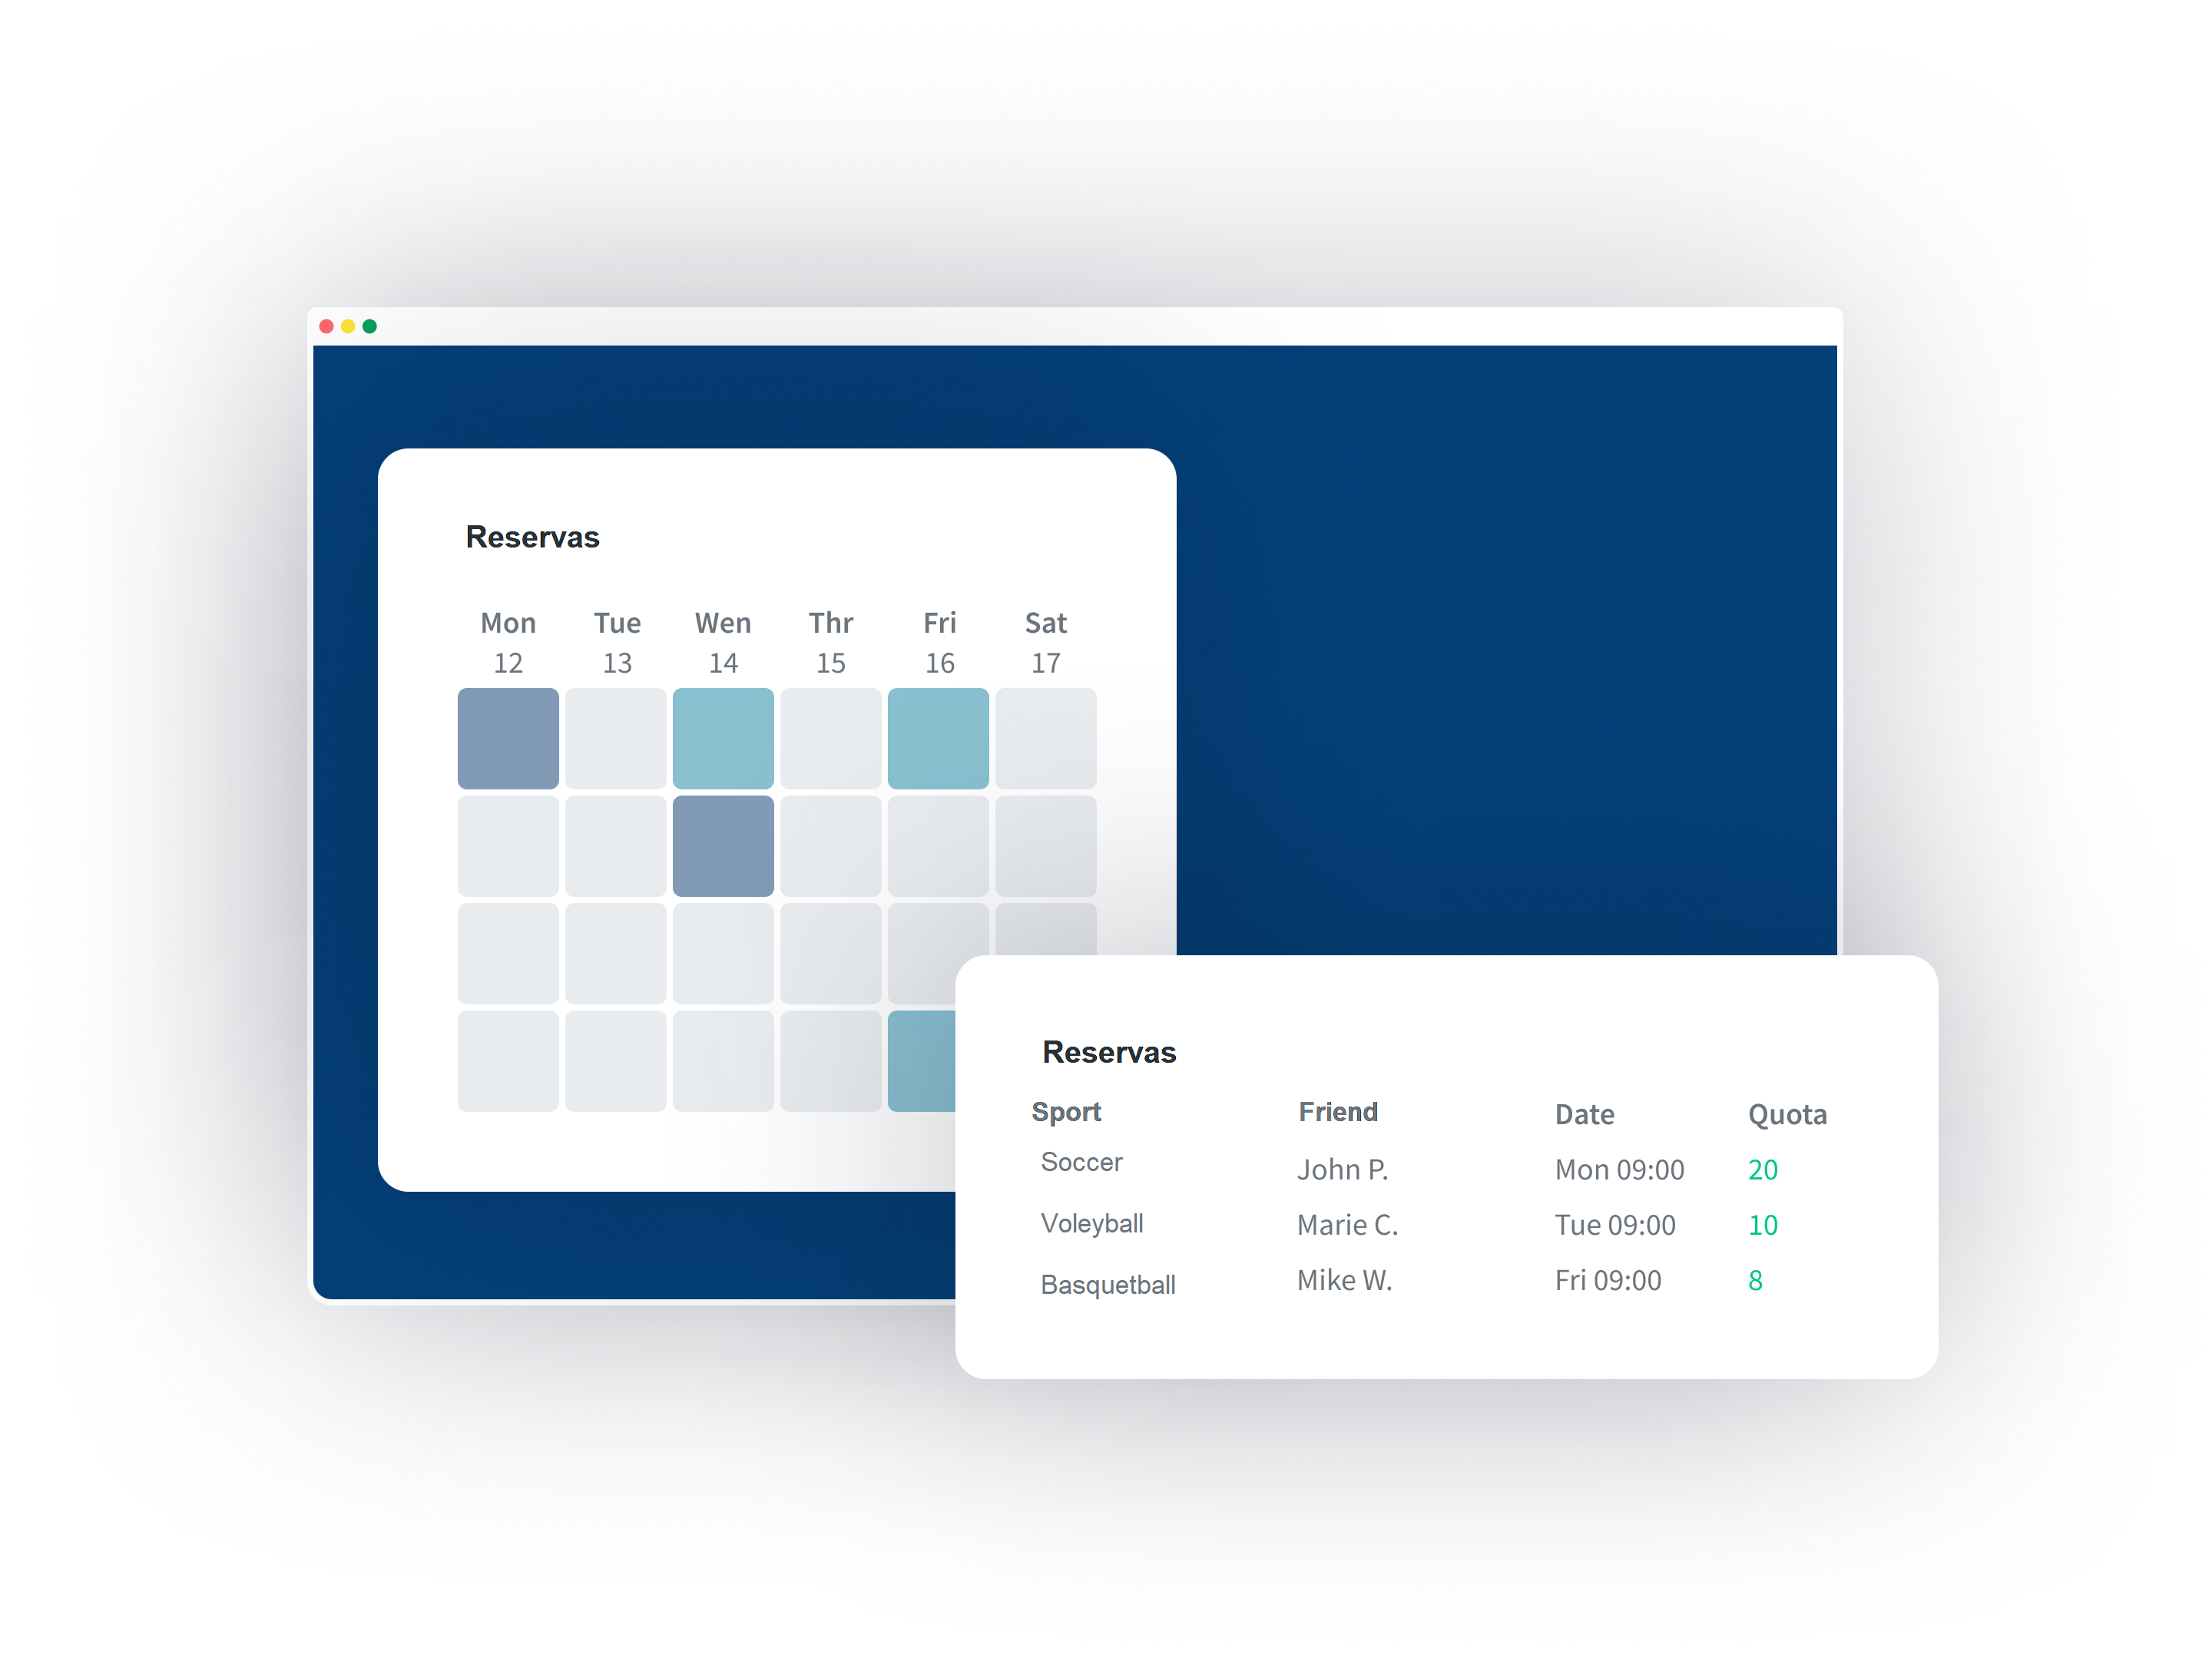 Reservas
Mon Tue Wen Thr Fri Sat
12 13 14 15 16 17
Reservas
Sport Friend Date Quota
Soccer John P. Mon 09:00 20
Voleyball Marie C. Tue 09:00 10
Basquetball Mike W. Fri 09:00 8